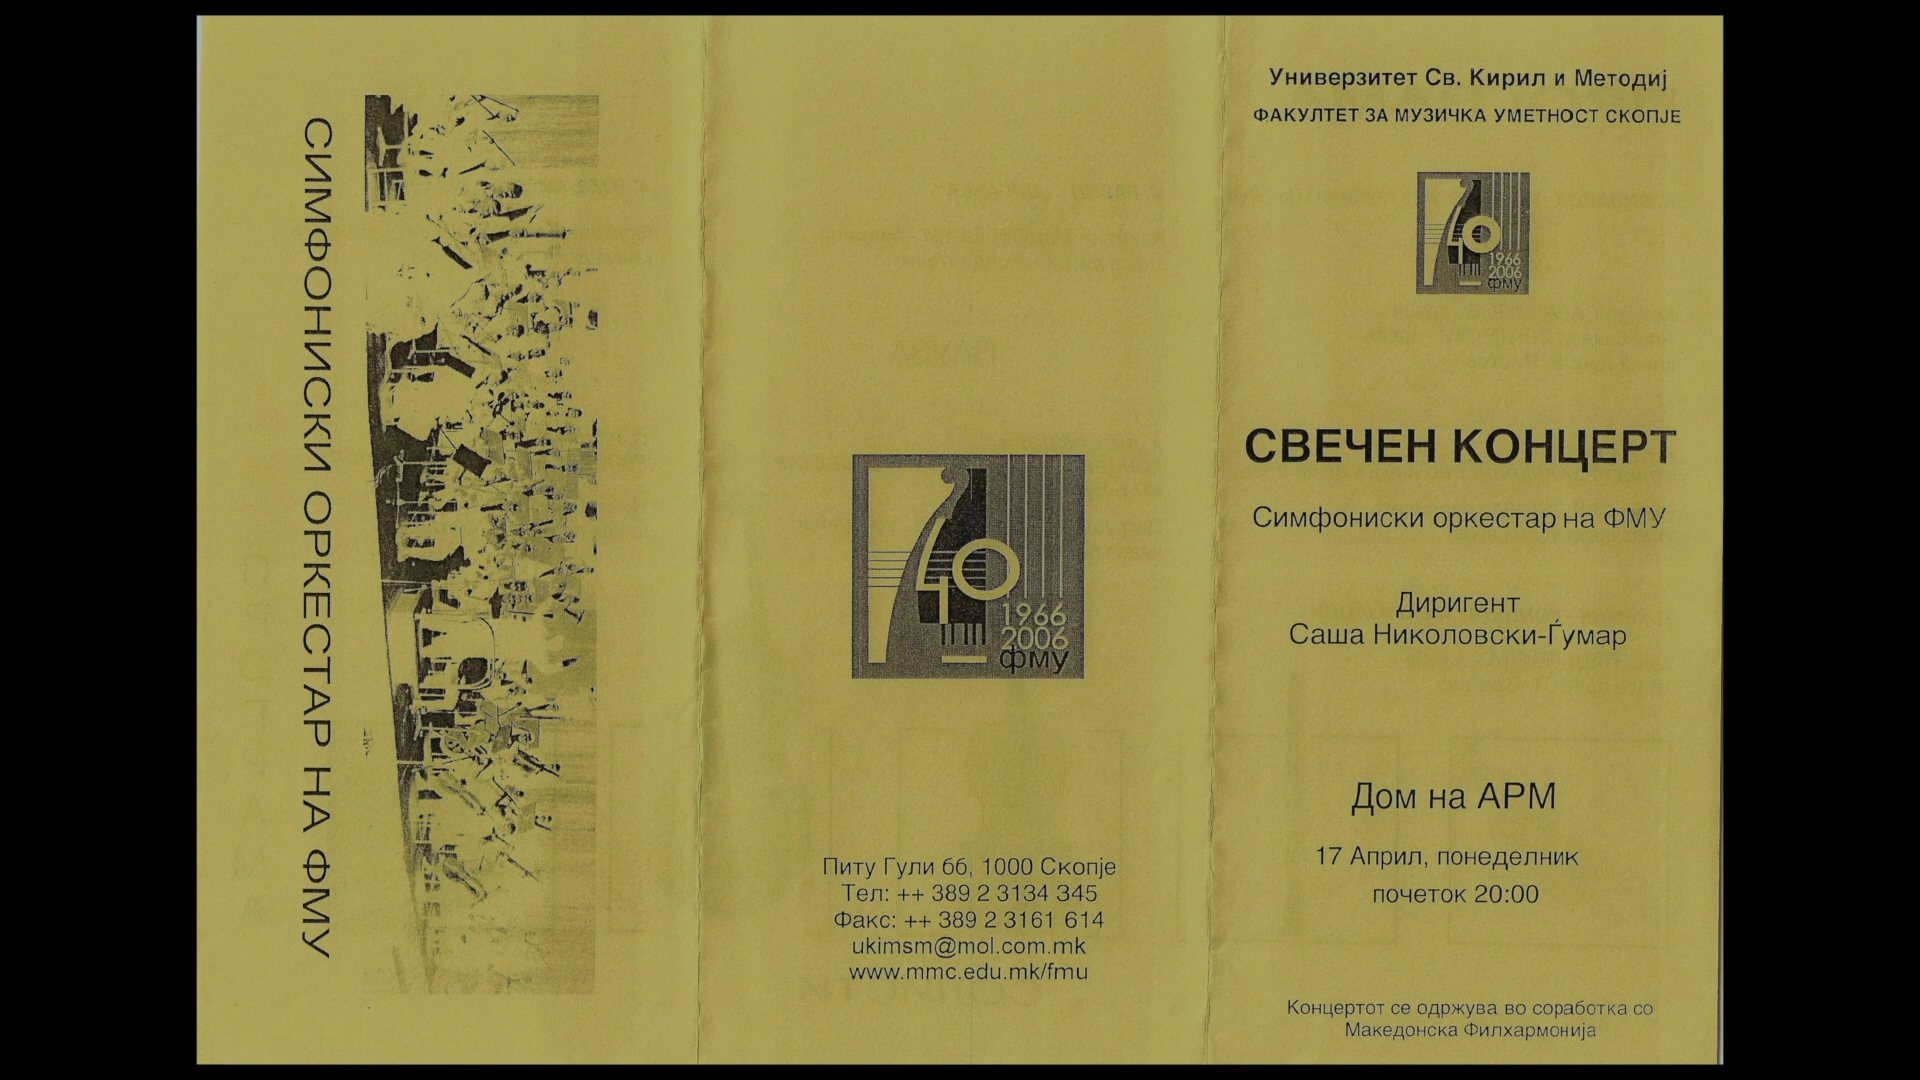 СИМФОНИСКИ ОРКЕСТАР НА ФМУ
40
1966
2006
фму
Питу Гули бб, 1000 Скопје
Тел: ++ 389 2 3134 345
Факс: ++ 389 2 3161 614
ukimsm@mol.com.mk
www.mmc.edu.mk/fmu
Универзитет Св. Кирил и Методиј
ФАКУЛТЕТ ЗА МУЗИЧКА УМЕТНОСТ СКОПЈЕ
40
1966
2006
фму
СВЕЧЕН КОНЦЕРТ
Симфониски оркестар на ФМУ
Диригент
Саша Николовски-Ѓумар
Дом на АРМ
17 Април, понеделник
почеток 20:00
Концертот се одржува во соработка со
Македонска Филхармонија